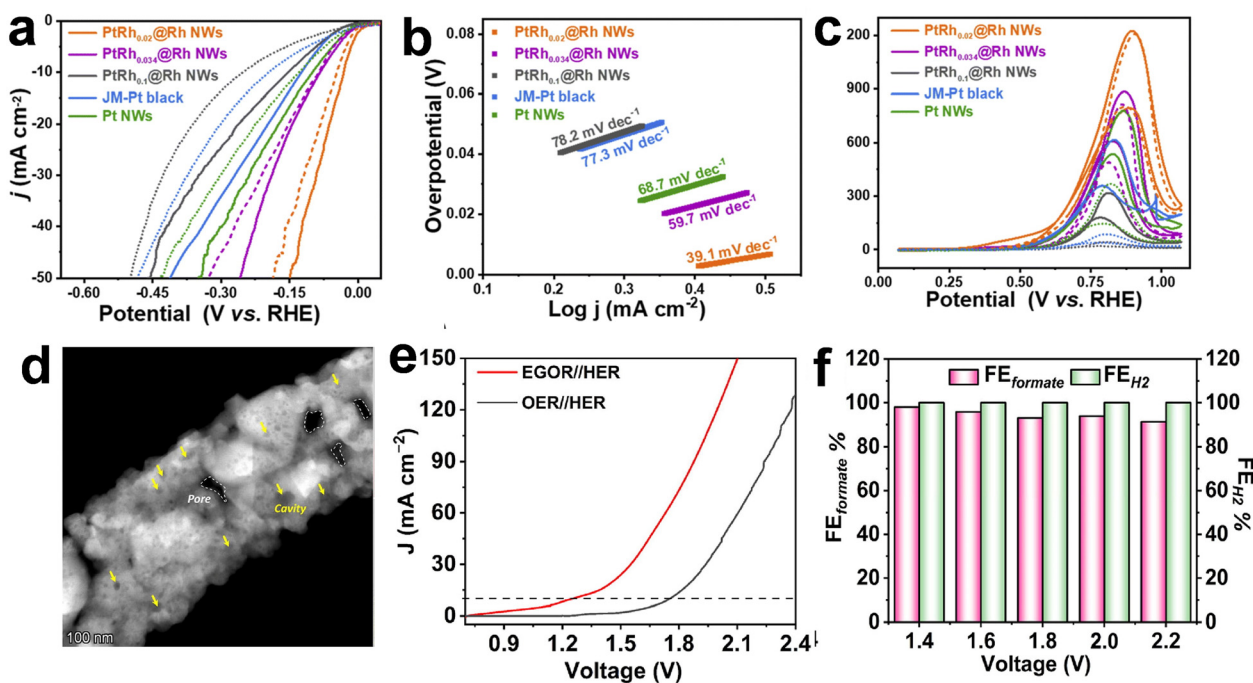 a
PtRh0.02@Rh NWs
PtRh0.034@Rh NWs
PtRh0.1@Rh NWs
JM-Pt black
Pt NWs
j (mA cm-2)
0
-10
-20
-30
-40
-50
-0.60
-0.45
-0.30
-0.15
0.00
Potential (V vs. RHE)
b
PtRh0.02@Rh NWs
PtRh0.034@Rh NWs
PtRh0.1@Rh NWs
JM-Pt black
Pt NWs
78.2 mV dec-1
77.3 mV dec-1
68.7 mV dec-1
59.7 mV dec-1
39.1 mV dec-1
Overpotential (V)
0.08
0.06
0.04
0.02
0.00
0.1
0.2
0.3
0.4
0.5
Log j (mA cm-2)
c
PtRh0.02@Rh NWs
PtRh0.034@Rh NWs
PtRh0.1@Rh NWs
JM-Pt black
Pt NWs
1200
900
600
300
0
0.00
0.25
0.50
0.75
1.00
Potential (V vs. RHE)
d
Pore
Cavity
100 nm
e
EGOR//HER
OER//HER
J (mA cm−2)
150
120
90
60
30
0
0.9
1.2
1.5
1.8
2.1
2.4
Voltage (V)
f
FEformate
FEH2
FEformate %
120
100
80
60
40
20
0
1.4
1.6
1.8
2.0
2.2
Voltage (V)
120
100
80
60
40
20
0
FEH2 %